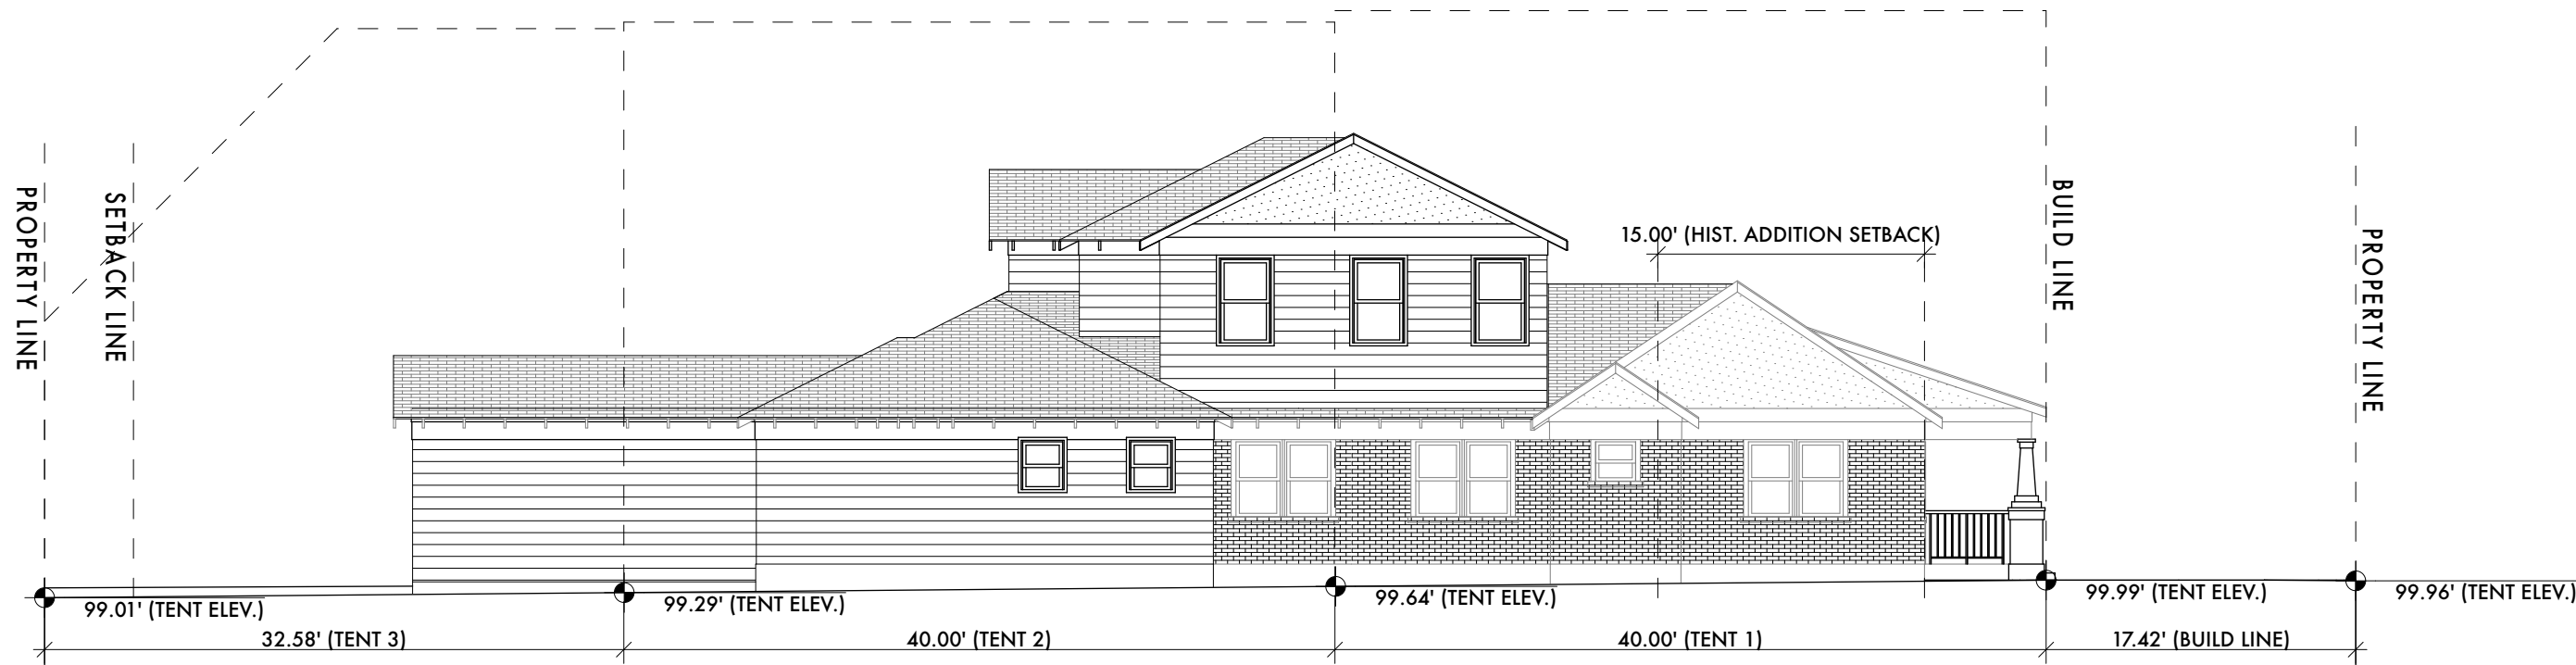 PROPERTY LINE
SETBACK LINE
15.00' (HIST. ADDITION SETBACK)
BUILD LINE
PROPERTY LINE
99.01' (TENT ELEV.)
99.29' (TENT ELEV.)
99.64' (TENT ELEV.)
99.99' (TENT ELEV.)
99.96' (TENT ELEV.)
32.58' (TENT 3)
40.00' (TENT 2)
40.00' (TENT 1)
17.42' (BUILD LINE)